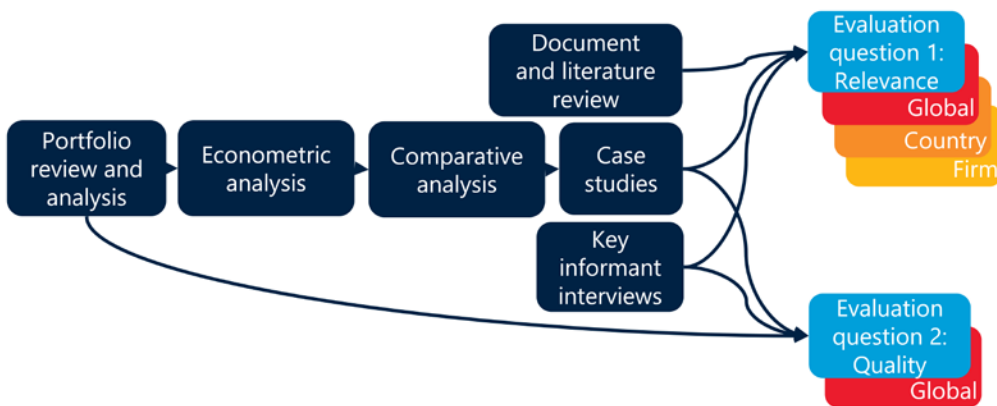 Document
and literature
review
Evaluation
question 1:
Relevance
Global
Country
Firm
Portfolio
review and
analysis
Econometric
analysis
Comparative
analysis
Case
studies
Key
informant
interviews
Evaluation
question 2:
Quality
Global